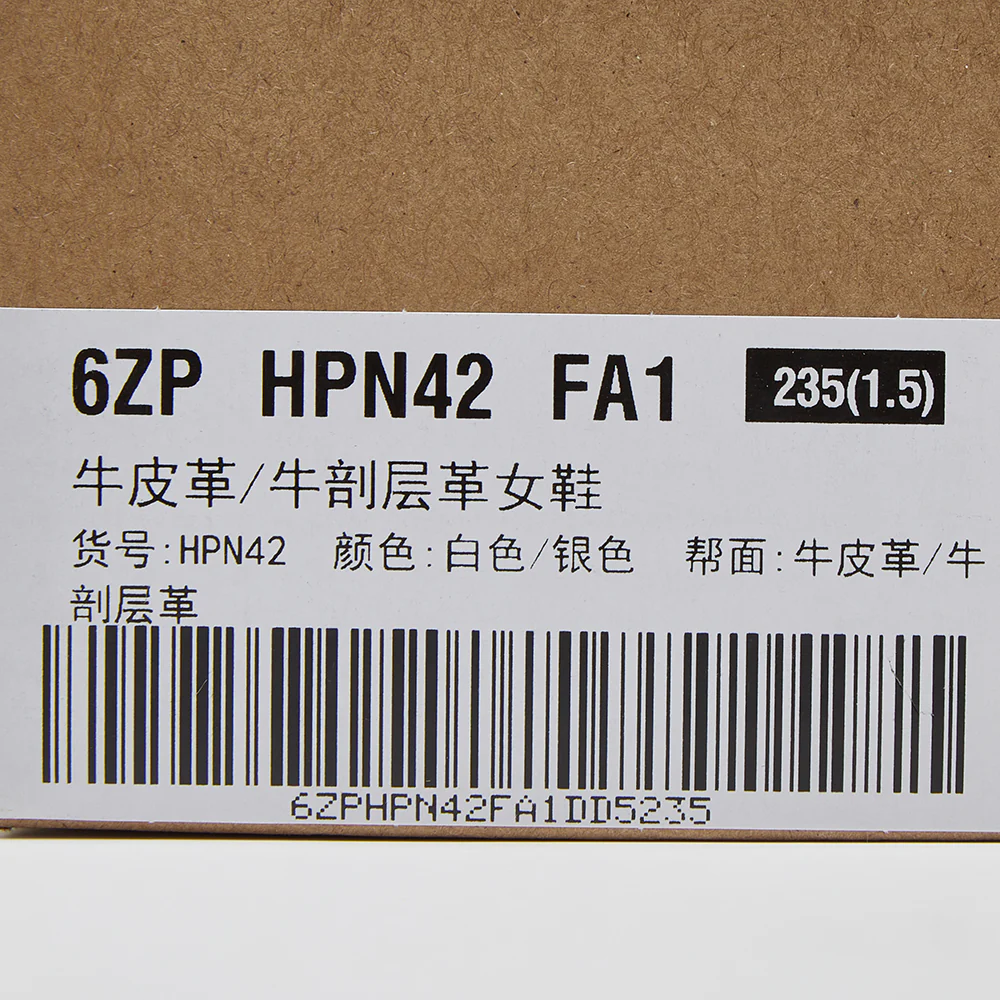 6ZP HPN42 FA1 235(1.5)
牛皮革/牛剖层革女鞋
货号:HPN42 颜色:白色/银色 帮面:牛皮革/牛
剖层革
6ZPHPN42FA1DD5235